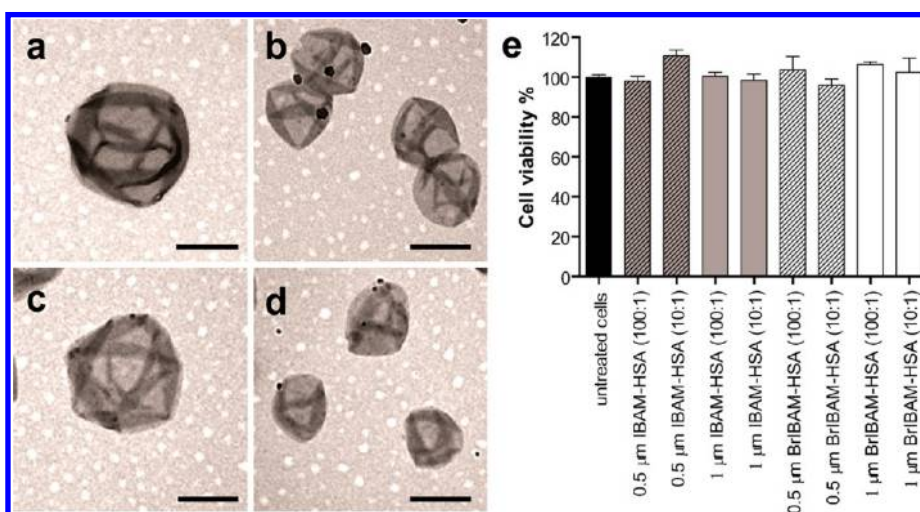 a
b
c
d
e
Cell viability %
120
100
80
60
40
20
0
untreated cells
0.5 µm IBAM-HSA (100:1)
0.5 µm IBAM-HSA (10:1)
1 µm IBAM-HSA (100:1)
1 µm IBAM-HSA (10:1)
0.5 µm BrIBAM-HSA (100:1)
0.5 µm BrIBAM-HSA (10:1)
1 µm BrIBAM-HSA (100:1)
1 µm BrIBAM-HSA (10:1)